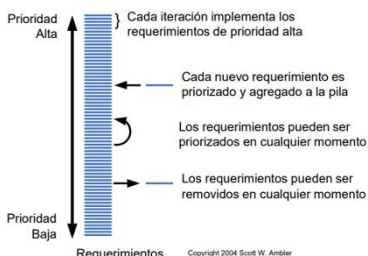 Prioridad
Alta
Cada iteración implementa los
requerimientos de prioridad alta
Cada nuevo requerimiento es
priorizado y agregado a la pila
Los requerimientos pueden ser
priorizados en cualquier momento
Los requerimientos pueden ser
removidos en cualquier momento
Prioridad
Baja
Requerimientos
Copyright 2004 Scott W. Ambler